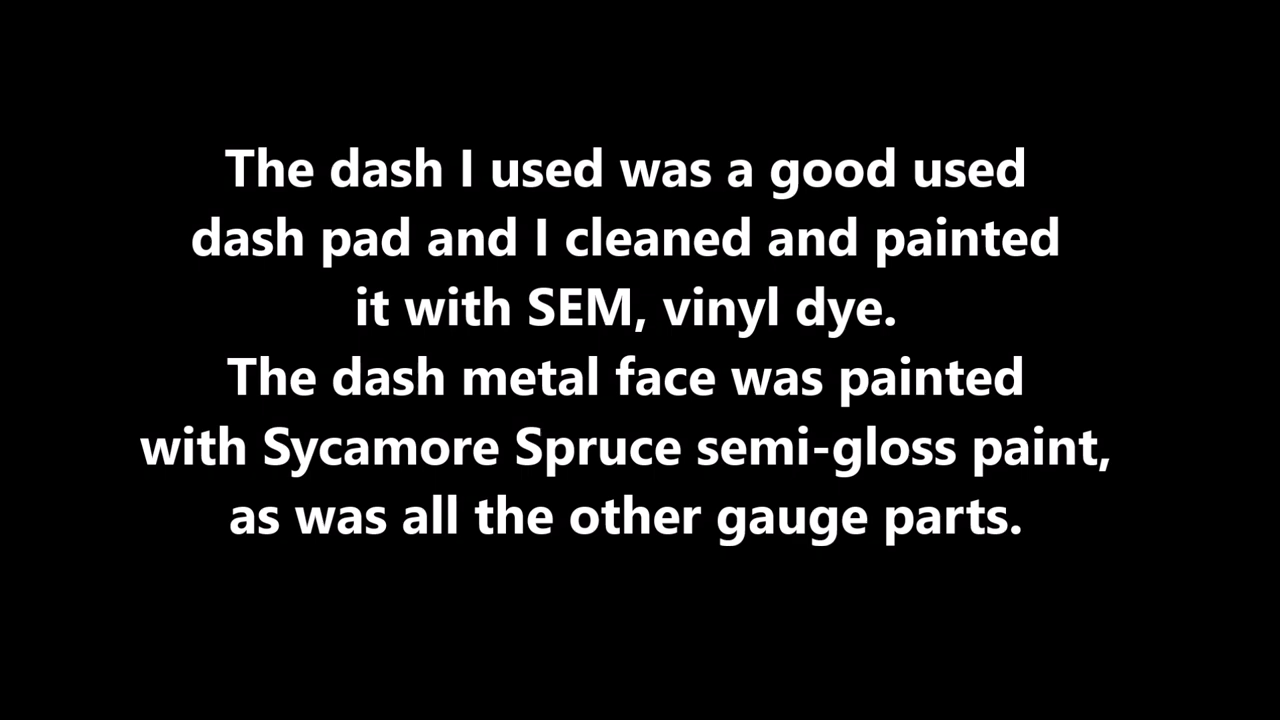 The dash I used was a good used
dash pad and I cleaned and painted
it with SEM, vinyl dye.
The dash metal face was painted
with Sycamore Spruce semi-gloss paint,
as was all the other gauge parts.